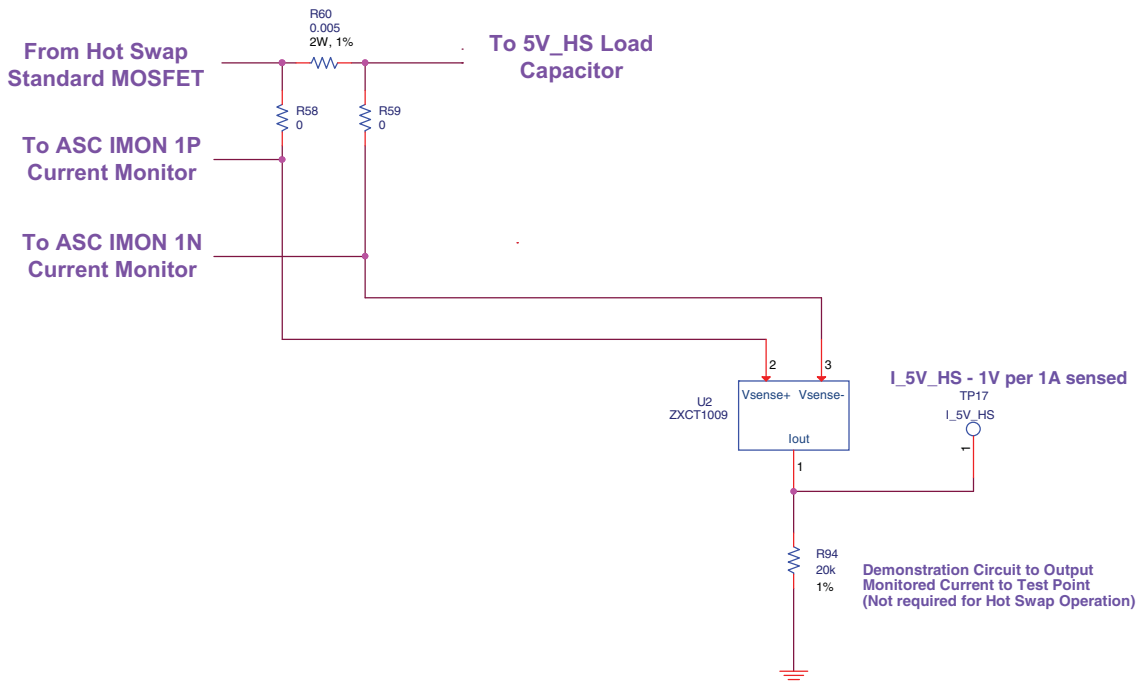 R60
0.005
2W, 1%
From Hot Swap
Standard MOSFET
To 5V_HS Load
Capacitor
R58
0
R59
0
To ASC IMON 1P
Current Monitor
To ASC IMON 1N
Current Monitor
2
3
I_5V_HS - 1V per 1A sensed
TP17
I_5V_HS
1
U2
ZXCT1009
Vsense+
Vsense-
Iout
1
R94
20k
1%
Demonstration Circuit to Output
Monitored Current to Test Point
(Not required for Hot Swap Operation)